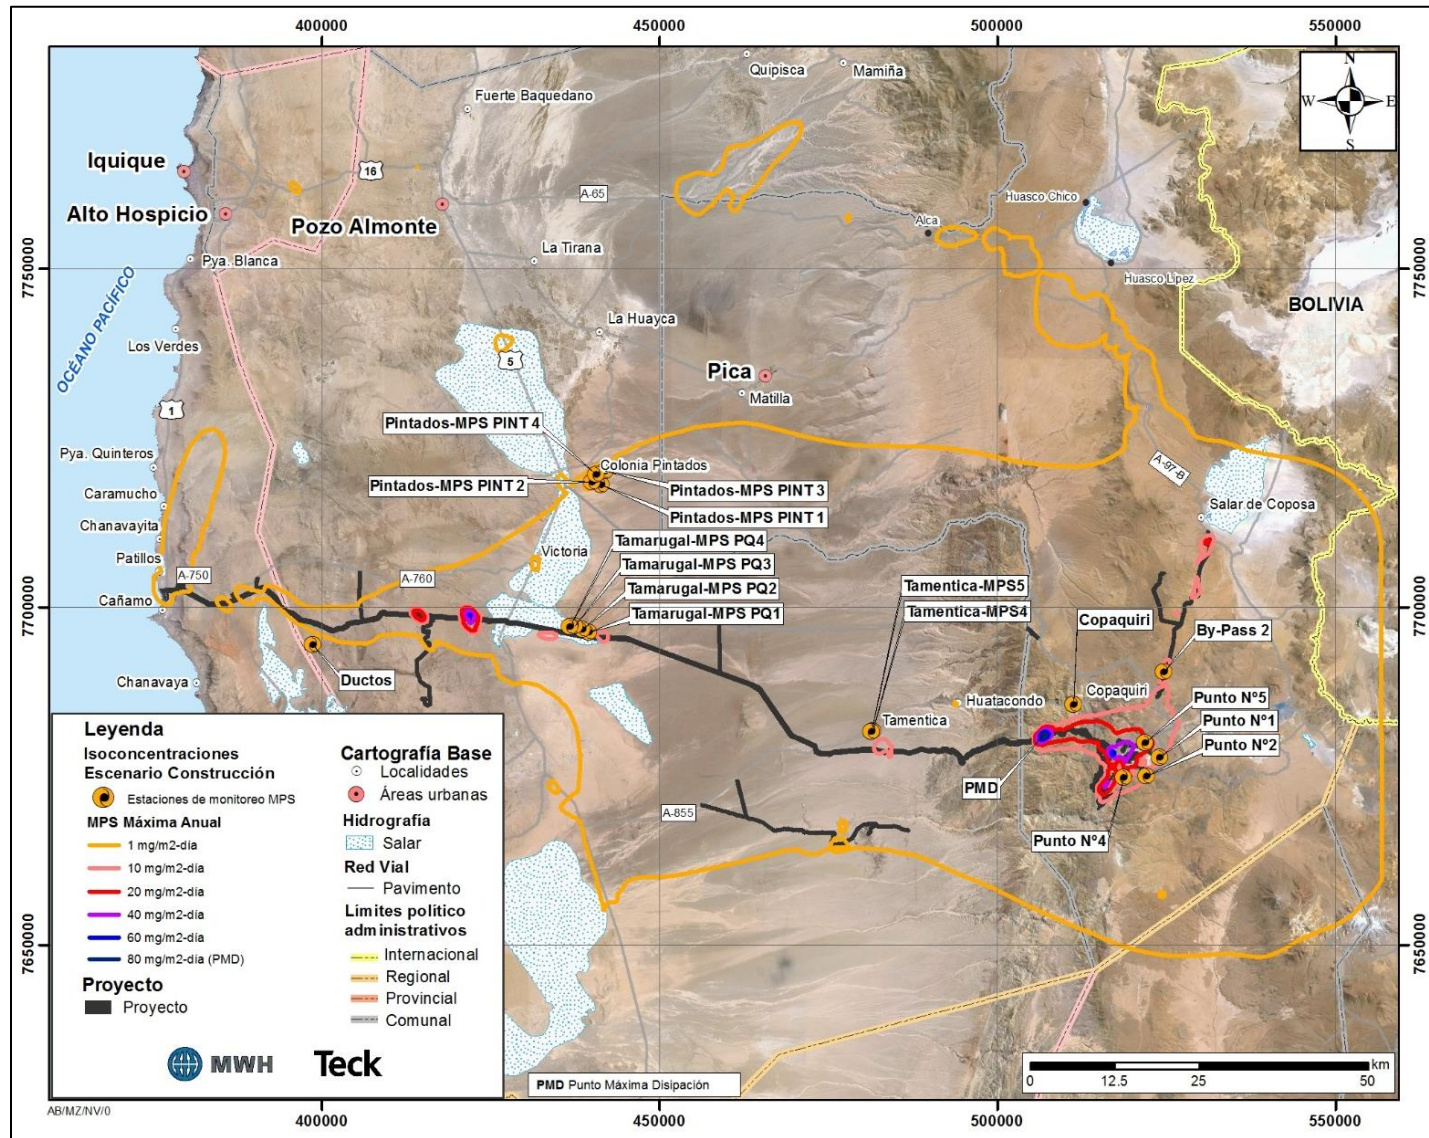 400000
450000
500000
550000
Quipisca
Mamiña
N
W
E
S
Fuerte Baquedano
Iquique
16
A-65
Huasco Chico
Alto Hospicio
Pozo Almonte
Alca
La Tirana
Pya. Blanca
7750000
7750000
Huasco Lipez
OCÉANO PACÍFICO
BOLIVIA
La Huayca
Los Verdes
5
Pica
Matilla
1
Pintados-MPS PINT 4
Pya. Quinteros
Colonia Pintados
A-97-B
Pintados-MPS PINT 2
Pintados-MPS PINT 3
Caramucho
Salar de Coposa
Pintados-MPS PINT 1
Chanavayita
Tamarugal-MPS PQ4
Victoria
Patillos
Tamarugal-MPS PQ3
A-750
A-760
Tamentica-MPS5
Tamarugal-MPS PQ2
7700000
7700000
Cañamo
Tamarugal-MPS PQ1
Tamentica-MPS4
Copaquiri
By-Pass 2
Chanavaya
Ductos
Copaquiri
Huatacondo
Punto Nº5
Tamentica
Punto Nº1
Punto Nº2
PMD
A-855
Punto Nº4
7650000
7650000
Leyenda
Isoconcentraciones
Escenario Construcción
Estaciones de monitoreo MPS
MPS Máxima Anual
1 mg/m2-día
10 mg/m2-día
20 mg/m2-día
40 mg/m2-día
60 mg/m2-día
80 mg/m2-día (PMD)
Proyecto
Proyecto
Cartografía Base
Localidades
Áreas urbanas
Hidrografía
Salar
Red Vial
Pavimento
Limites politico
administrativos
Internacional
Regional
Provincial
Comunal
MWH
Teck
PMD Punto Máxima Disipación
km
0
12.5
25
50
AB/MZ/NV/0
400000
450000
500000
550000